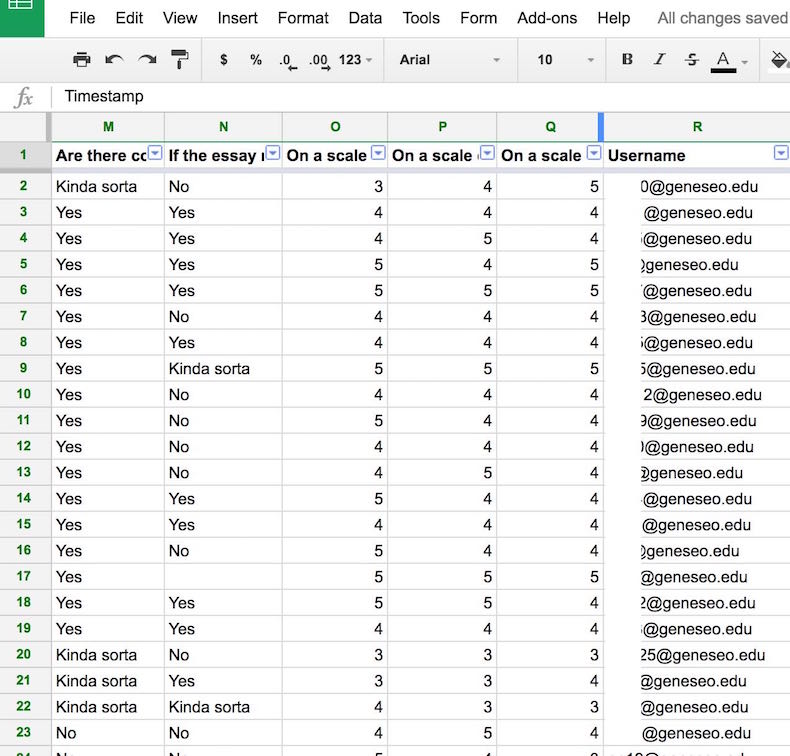 File Edit View Insert Format Data Tools Form Add-ons Help All changes saved
$ % .0 .00 123 Arial 10 B I S A
fx Timestamp
M N O P Q R
1 Are there co If the essay On a scale On a scale On a scale Username
2 Kinda sorta No 3 4 5 0@geneseo.edu
3 Yes Yes 4 4 4 @geneseo.edu
4 Yes Yes 4 5 4 @geneseo.edu
5 Yes Yes 5 4 5 @geneseo.edu
6 Yes Yes 5 5 5 @geneseo.edu
7 Yes No 4 4 4 3@geneseo.edu
8 Yes Yes 4 4 4 @geneseo.edu
9 Yes Kinda sorta 5 5 5 5@geneseo.edu
10 Yes No 4 4 4 2@geneseo.edu
11 Yes No 5 4 4 9@geneseo.edu
12 Yes No 4 4 4 @geneseo.edu
13 Yes No 4 5 4 @geneseo.edu
14 Yes Yes 5 4 4 @geneseo.edu
15 Yes Yes 4 4 4 @geneseo.edu
16 Yes No 5 4 4 @geneseo.edu
17 Yes 5 5 5 @geneseo.edu
18 Yes Yes 5 5 4 2@geneseo.edu
19 Yes Yes 4 4 4 @geneseo.edu
20 Kinda sorta No 3 3 3 25@geneseo.edu
21 Kinda sorta Yes 3 3 4 @geneseo.edu
22 Kinda sorta Kinda sorta 4 3 3 @geneseo.edu
23 No No 4 5 4 @geneseo.edu